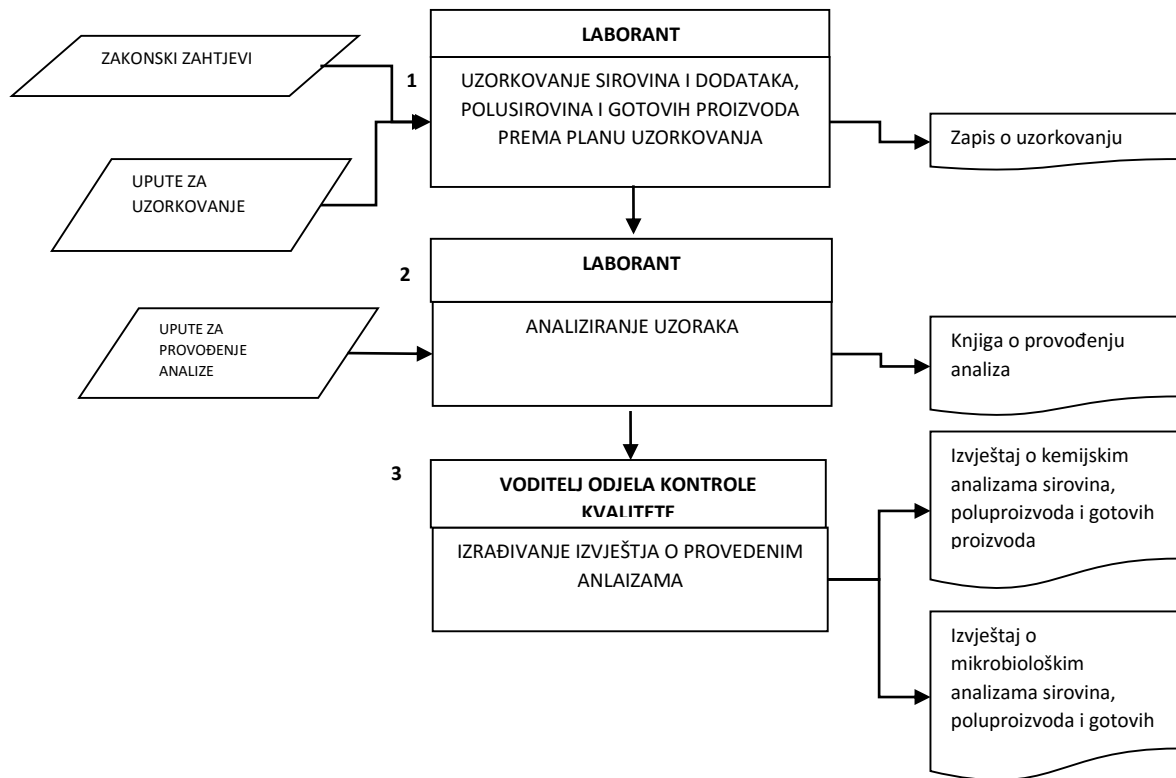 ZAKONSKI ZAHTJEVI
UPUTE ZA
UZORKOVANJE
1
LABORANT
UZORKOVANJE SIROVINA I DODATAKA,
POLUSIROVINA I GOTOVIH PROIZVODA
PREMA PLANU UZORKOVANJA
Zapis o uzorkovanju
UPUTE ZA
PROVOĐENJE
ANALIZE
2
LABORANT
ANALIZIRANJE UZORAKA
Knjiga o provođenju
analiza
3
VODITELJ ODJELA KONTROLE
KVALITETE
IZRAĐIVANJE IZVJEŠTJA O PROVEDENIM
ANLAIZAMA
Izvještaj o kemijskim
analizama sirovina,
poluproizvoda i gotovih
proizvoda
Izvještaj o
mikrobiološkim
analizama sirovina,
poluproizvoda i gotovih